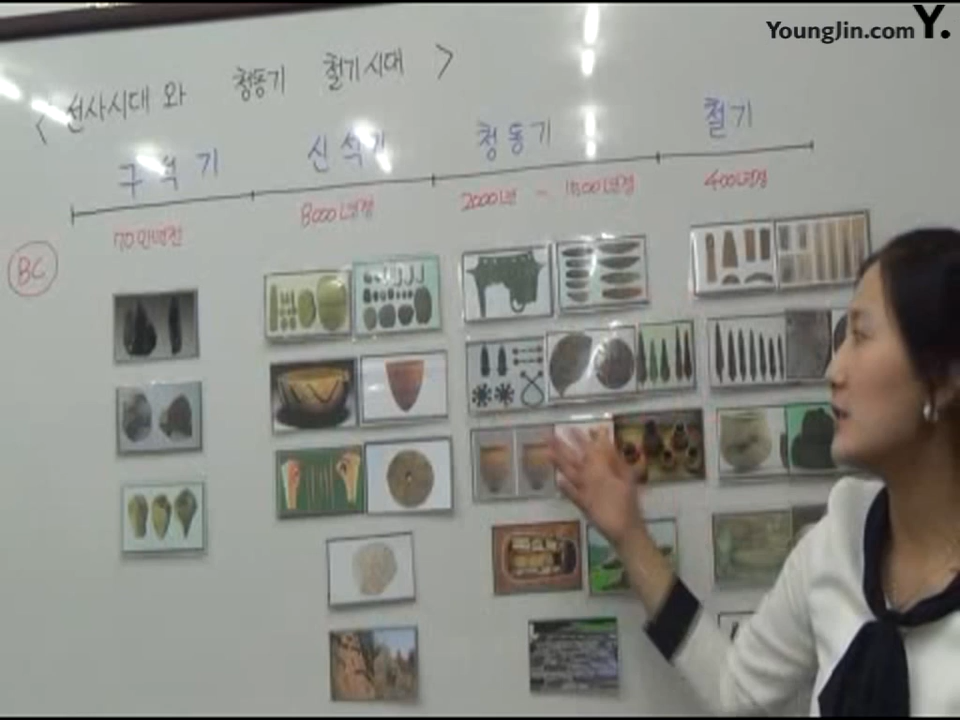 YoungJin.com Y.
< 선사시대 와 청동기 철기시대 >
구석기 신석기 청동기 철기
70만년전 8000년경 2000년 ~ 1500년경 400년경
BC